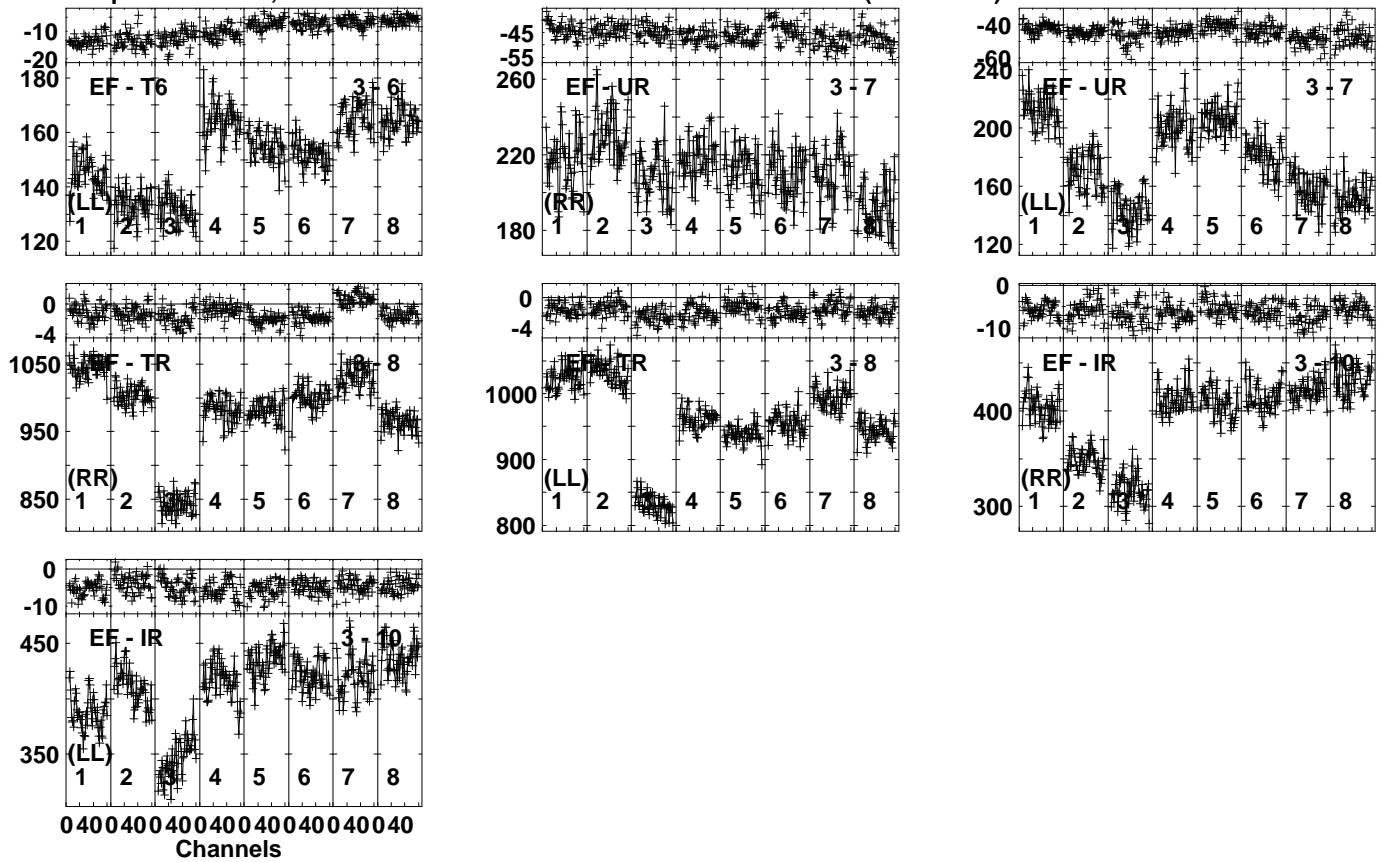 -10
-20
180
160
140
120
EF - T6 3 - 6
(LL)
1 2 3 4 5 6 7 8
-45
-55
260
220
180
EF - UR 3 - 7
(RR)
1 2 3 4 5 6 7 8
-40
-60
240
200
160
120
EF - UR 3 - 7
(LL)
1 2 3 4 5 6 7 8
0
-4
1050
950
850
EF - TR 3 - 8
(RR)
1 2 3 4 5 6 7 8
0
-4
1000
900
800
EF - TR 3 - 8
(LL)
1 2 3 4 5 6 7 8
0
-10
400
300
EF - IR 3 - 10
(RR)
1 2 3 4 5 6 7 8
0
-10
450
350
EF - IR 3 - 10
(LL)
1 2 3 4 5 6 7 8
0 40 0 40 0 40 0 40 0 40 0 40 0 40 0 40
Channels